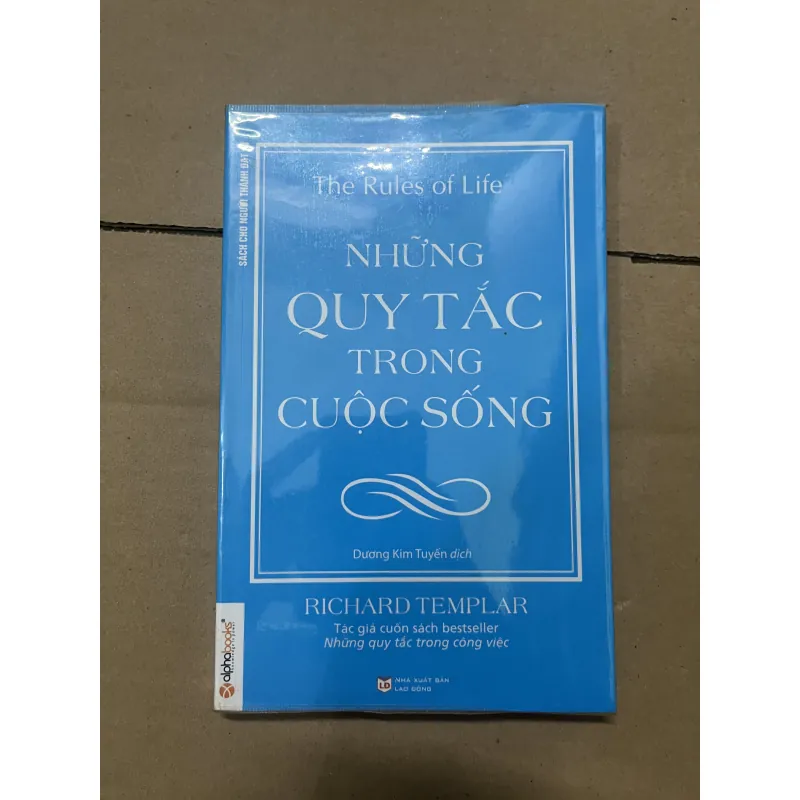 SÁCH CHO NGƯỜI THÀNH ĐẠT
The Rules of Life
NHỮNG
QUY TẮC
TRONG
CUỘC SỐNG
Dương Kim Tuyến dịch
RICHARD TEMPLAR
Tác giả cuốn sách bestseller
Những quy tắc trong công việc
alphabooks®
LD
NHÀ XUẤT BẢN
LAO ĐỘNG